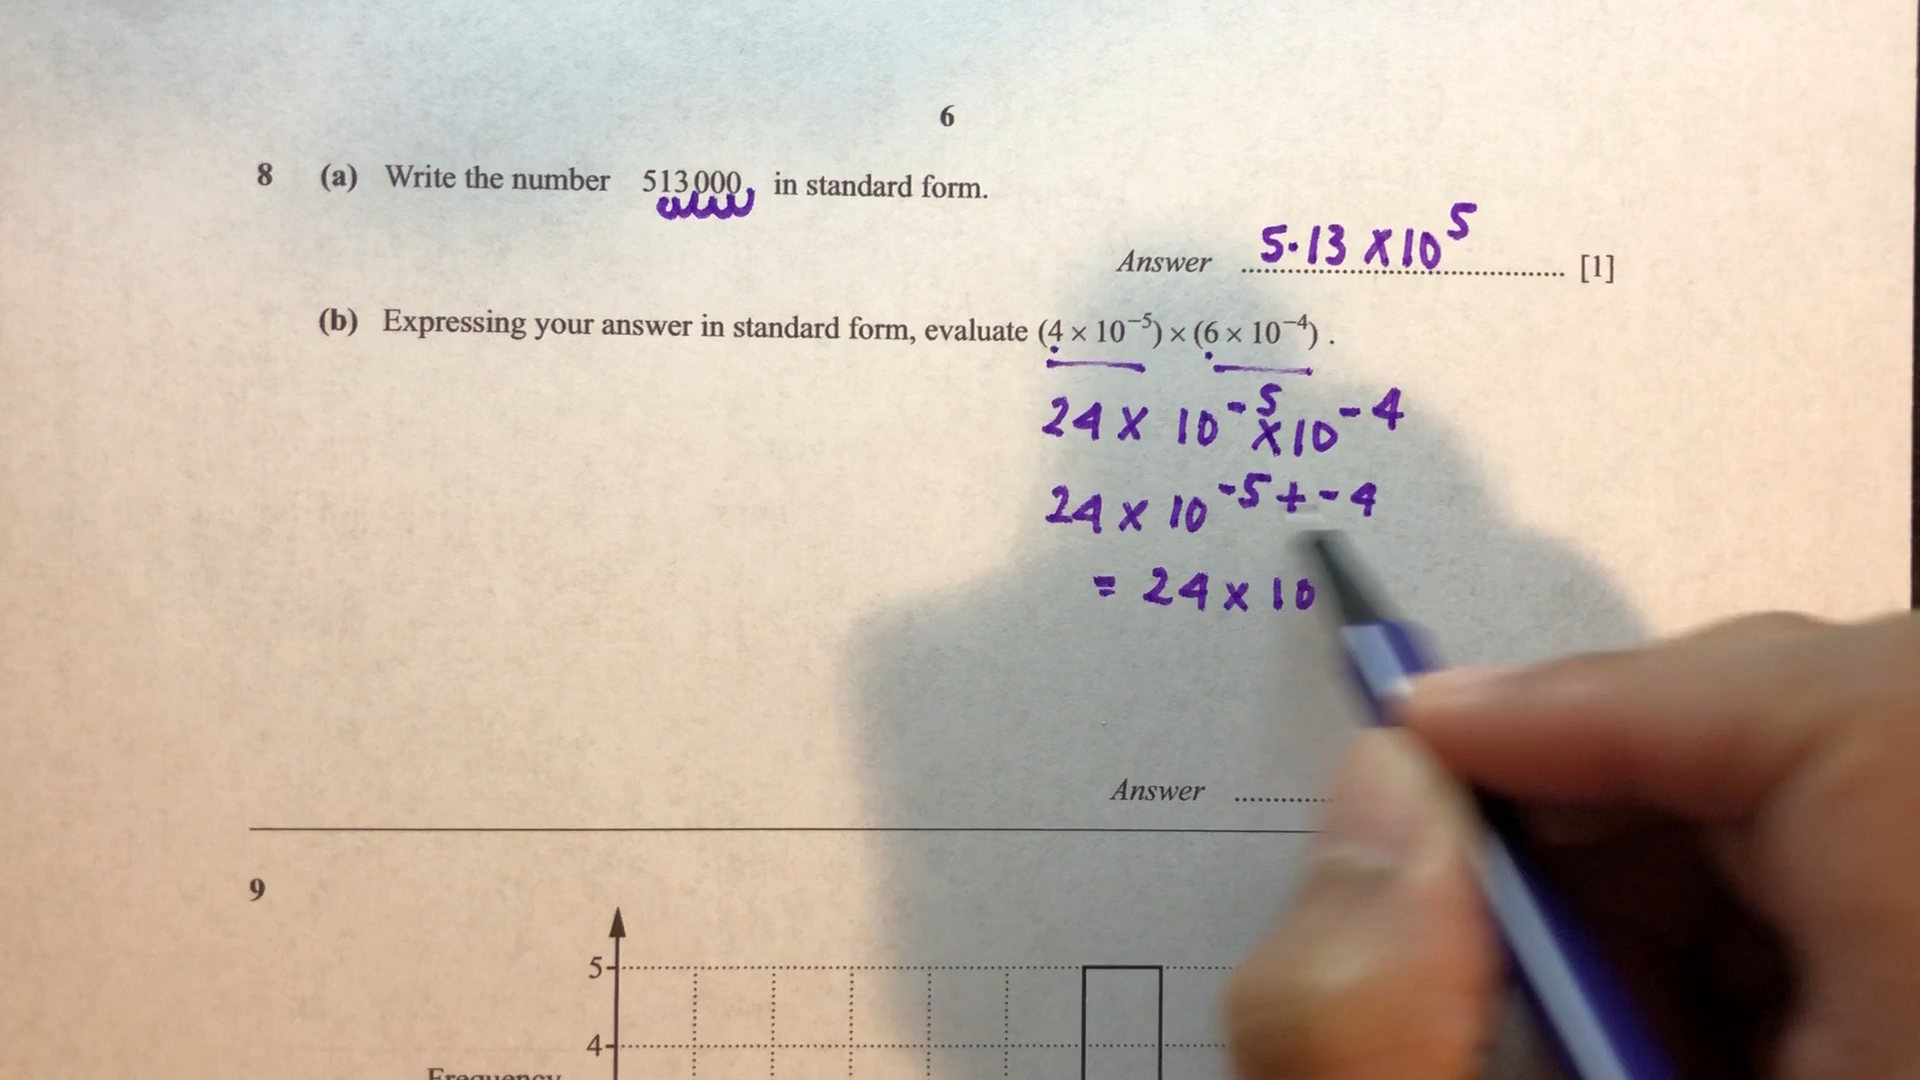 6
8 (a) Write the number 513000, in standard form.
Answer 5.13 x 10^5 [1]
(b) Expressing your answer in standard form, evaluate (4 × 10⁻⁵) × (6 × 10⁻⁴) .
24 x 10^-5 x 10^-4
24 x 10^-5+-4
= 24 x 10
Answer
9
5
4
Frequency